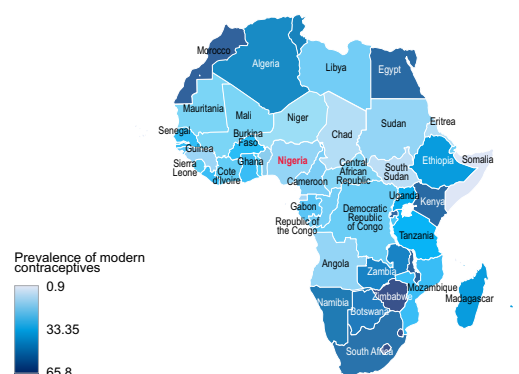 Morocco
Algeria
Libya
Egypt
Mauritania
Mali
Niger
Chad
Sudan
Eritrea
Senegal
Burkina
Faso
Guinea
Ghana
Nigeria
Sierra
Leone
Cote
d'Ivoire
Cameroon
Central
African
Republic
South
Sudan
Ethiopia
Somalia
Gabon
Republic of
the Congo
Democratic
Republic
of Congo
Uganda
Kenya
Tanzania
Angola
Zambia
Mozambique
Madagascar
Zimbabwe
Namibia
Botswana
South Africa
Prevalence of modern
contraceptives
0.9
33.35
65.8